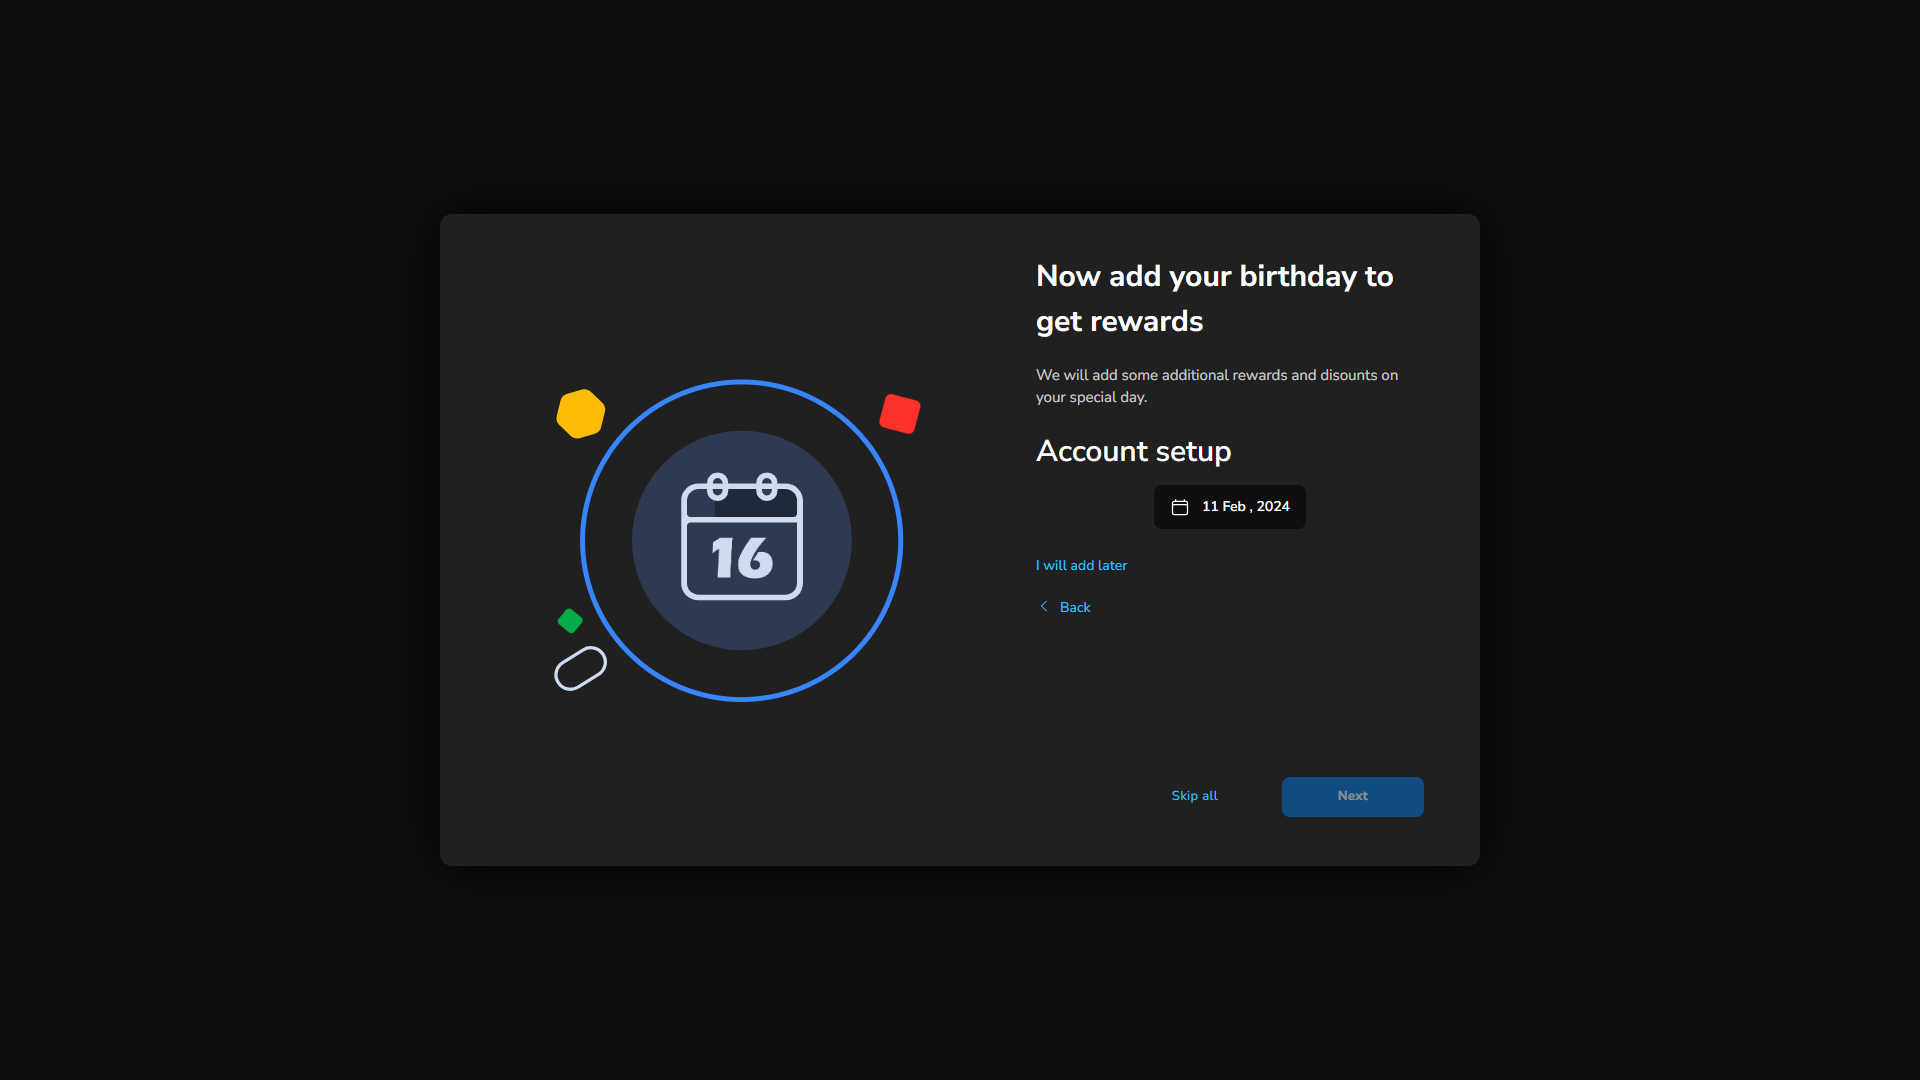 Now add your birthday to
get rewards
We will add some additional rewards and disounts on
your special day.
Account setup
16
11 Feb , 2024
I will add later
Back
Skip all
Next